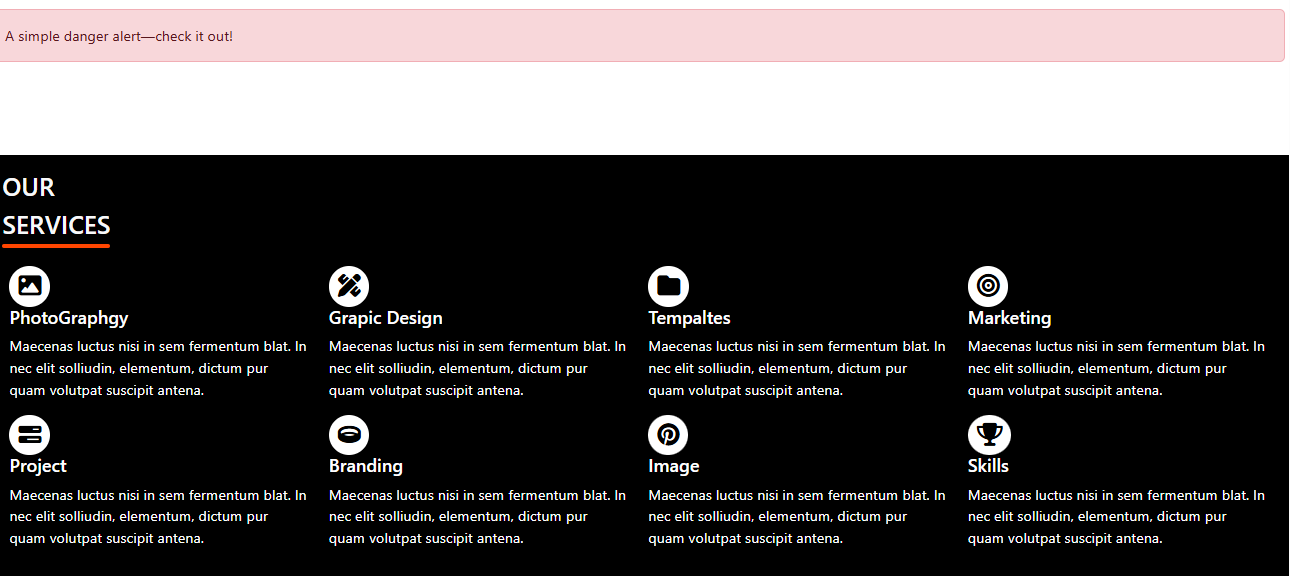 A simple danger alert—check it out!
OUR
SERVICES
PhotoGraphgy
Maecenas luctus nisi in sem fermentum blat. In
nec elit solliudin, elementum, dictum pur
quam volutpat suscipit antena.
Grapic Design
Maecenas luctus nisi in sem fermentum blat. In
nec elit solliudin, elementum, dictum pur
quam volutpat suscipit antena.
Tempaltes
Maecenas luctus nisi in sem fermentum blat. In
nec elit solliudin, elementum, dictum pur
quam volutpat suscipit antena.
Marketing
Maecenas luctus nisi in sem fermentum blat. In
nec elit solliudin, elementum, dictum pur
quam volutpat suscipit antena.
Project
Maecenas luctus nisi in sem fermentum blat. In
nec elit solliudin, elementum, dictum pur
quam volutpat suscipit antena.
Branding
Maecenas luctus nisi in sem fermentum blat. In
nec elit solliudin, elementum, dictum pur
quam volutpat suscipit antena.
Image
Maecenas luctus nisi in sem fermentum blat. In
nec elit solliudin, elementum, dictum pur
quam volutpat suscipit antena.
Skills
Maecenas luctus nisi in sem fermentum blat. In
nec elit solliudin, elementum, dictum pur
quam volutpat suscipit antena.